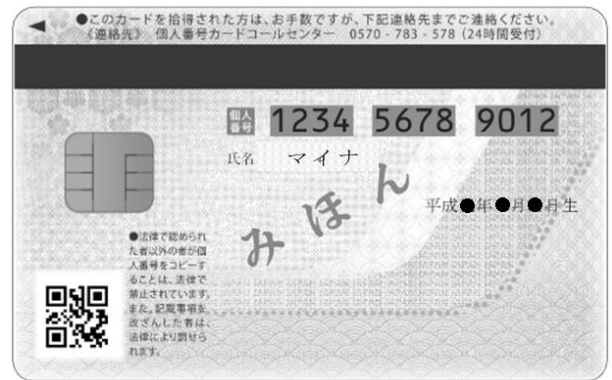 ●このカードを拾得された方は、お手数ですが、下記連絡先までご連絡ください。
《連絡先》 個人番号カードコールセンター 0570-783-578 (24時間受付)
個人番号 1234 5678 9012
氏名 マイナ
みほん
平成●年●月●日生
●法律で認められ
た者以外の者が個
人番号をコピーす
ることは、法律で
禁止されています。
また、記載事項を
改ざんした者は、
法律により罰せら
れます。